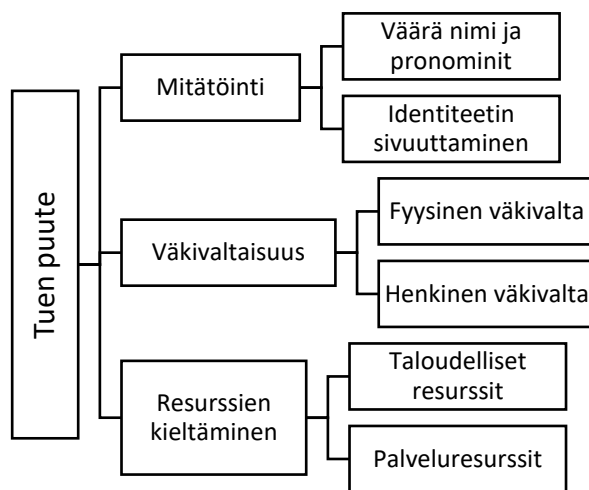 Tuen puute
Mitätöinti
Väärä nimi ja
pronominit
Identiteetin
sivuuttaminen
Väkivaltaisuus
Fyysinen väkivalta
Henkinen väkivalta
Resurssien
kieltäminen
Taloudelliset
resurssit
Palveluresurssit